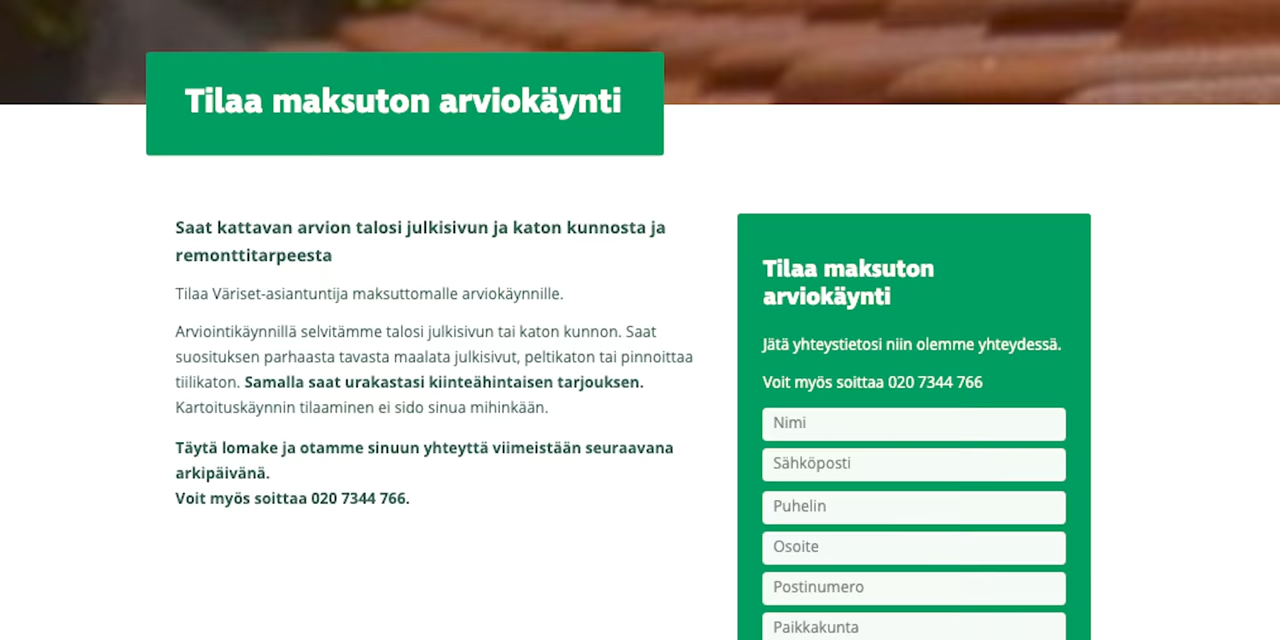 Tilaa maksuton arviokäynti
Saat kattavan arvion talosi julkisivun ja katon kunnosta ja
remonttitarpeesta
Tilaa Väriset-asiantuntija maksuttomalle arviokäynnille.
Arviointikäynnillä selvitämme talosi julkisivun tai katon kunnon. Saat
suosituksen parhaasta tavasta maalata julkisivut, peltikaton tai pinnoittaa
tiilikaton. Samalla saat urakastasi kiinteähintaisen tarjouksen.
Kartoituskäynnin tilaaminen ei sido sinua mihinkään.
Täytä lomake ja otamme sinuun yhteyttä viimeistään seuraavana
arkipäivänä.
Voit myös soittaa 020 7344 766.
Tilaa maksuton
arviokäynti
Jätä yhteystietosi niin olemme yhteydessä.
Voit myös soittaa 020 7344 766
Nimi
Sähköposti
Puhelin
Osoite
Postinumero
Paikkakunta